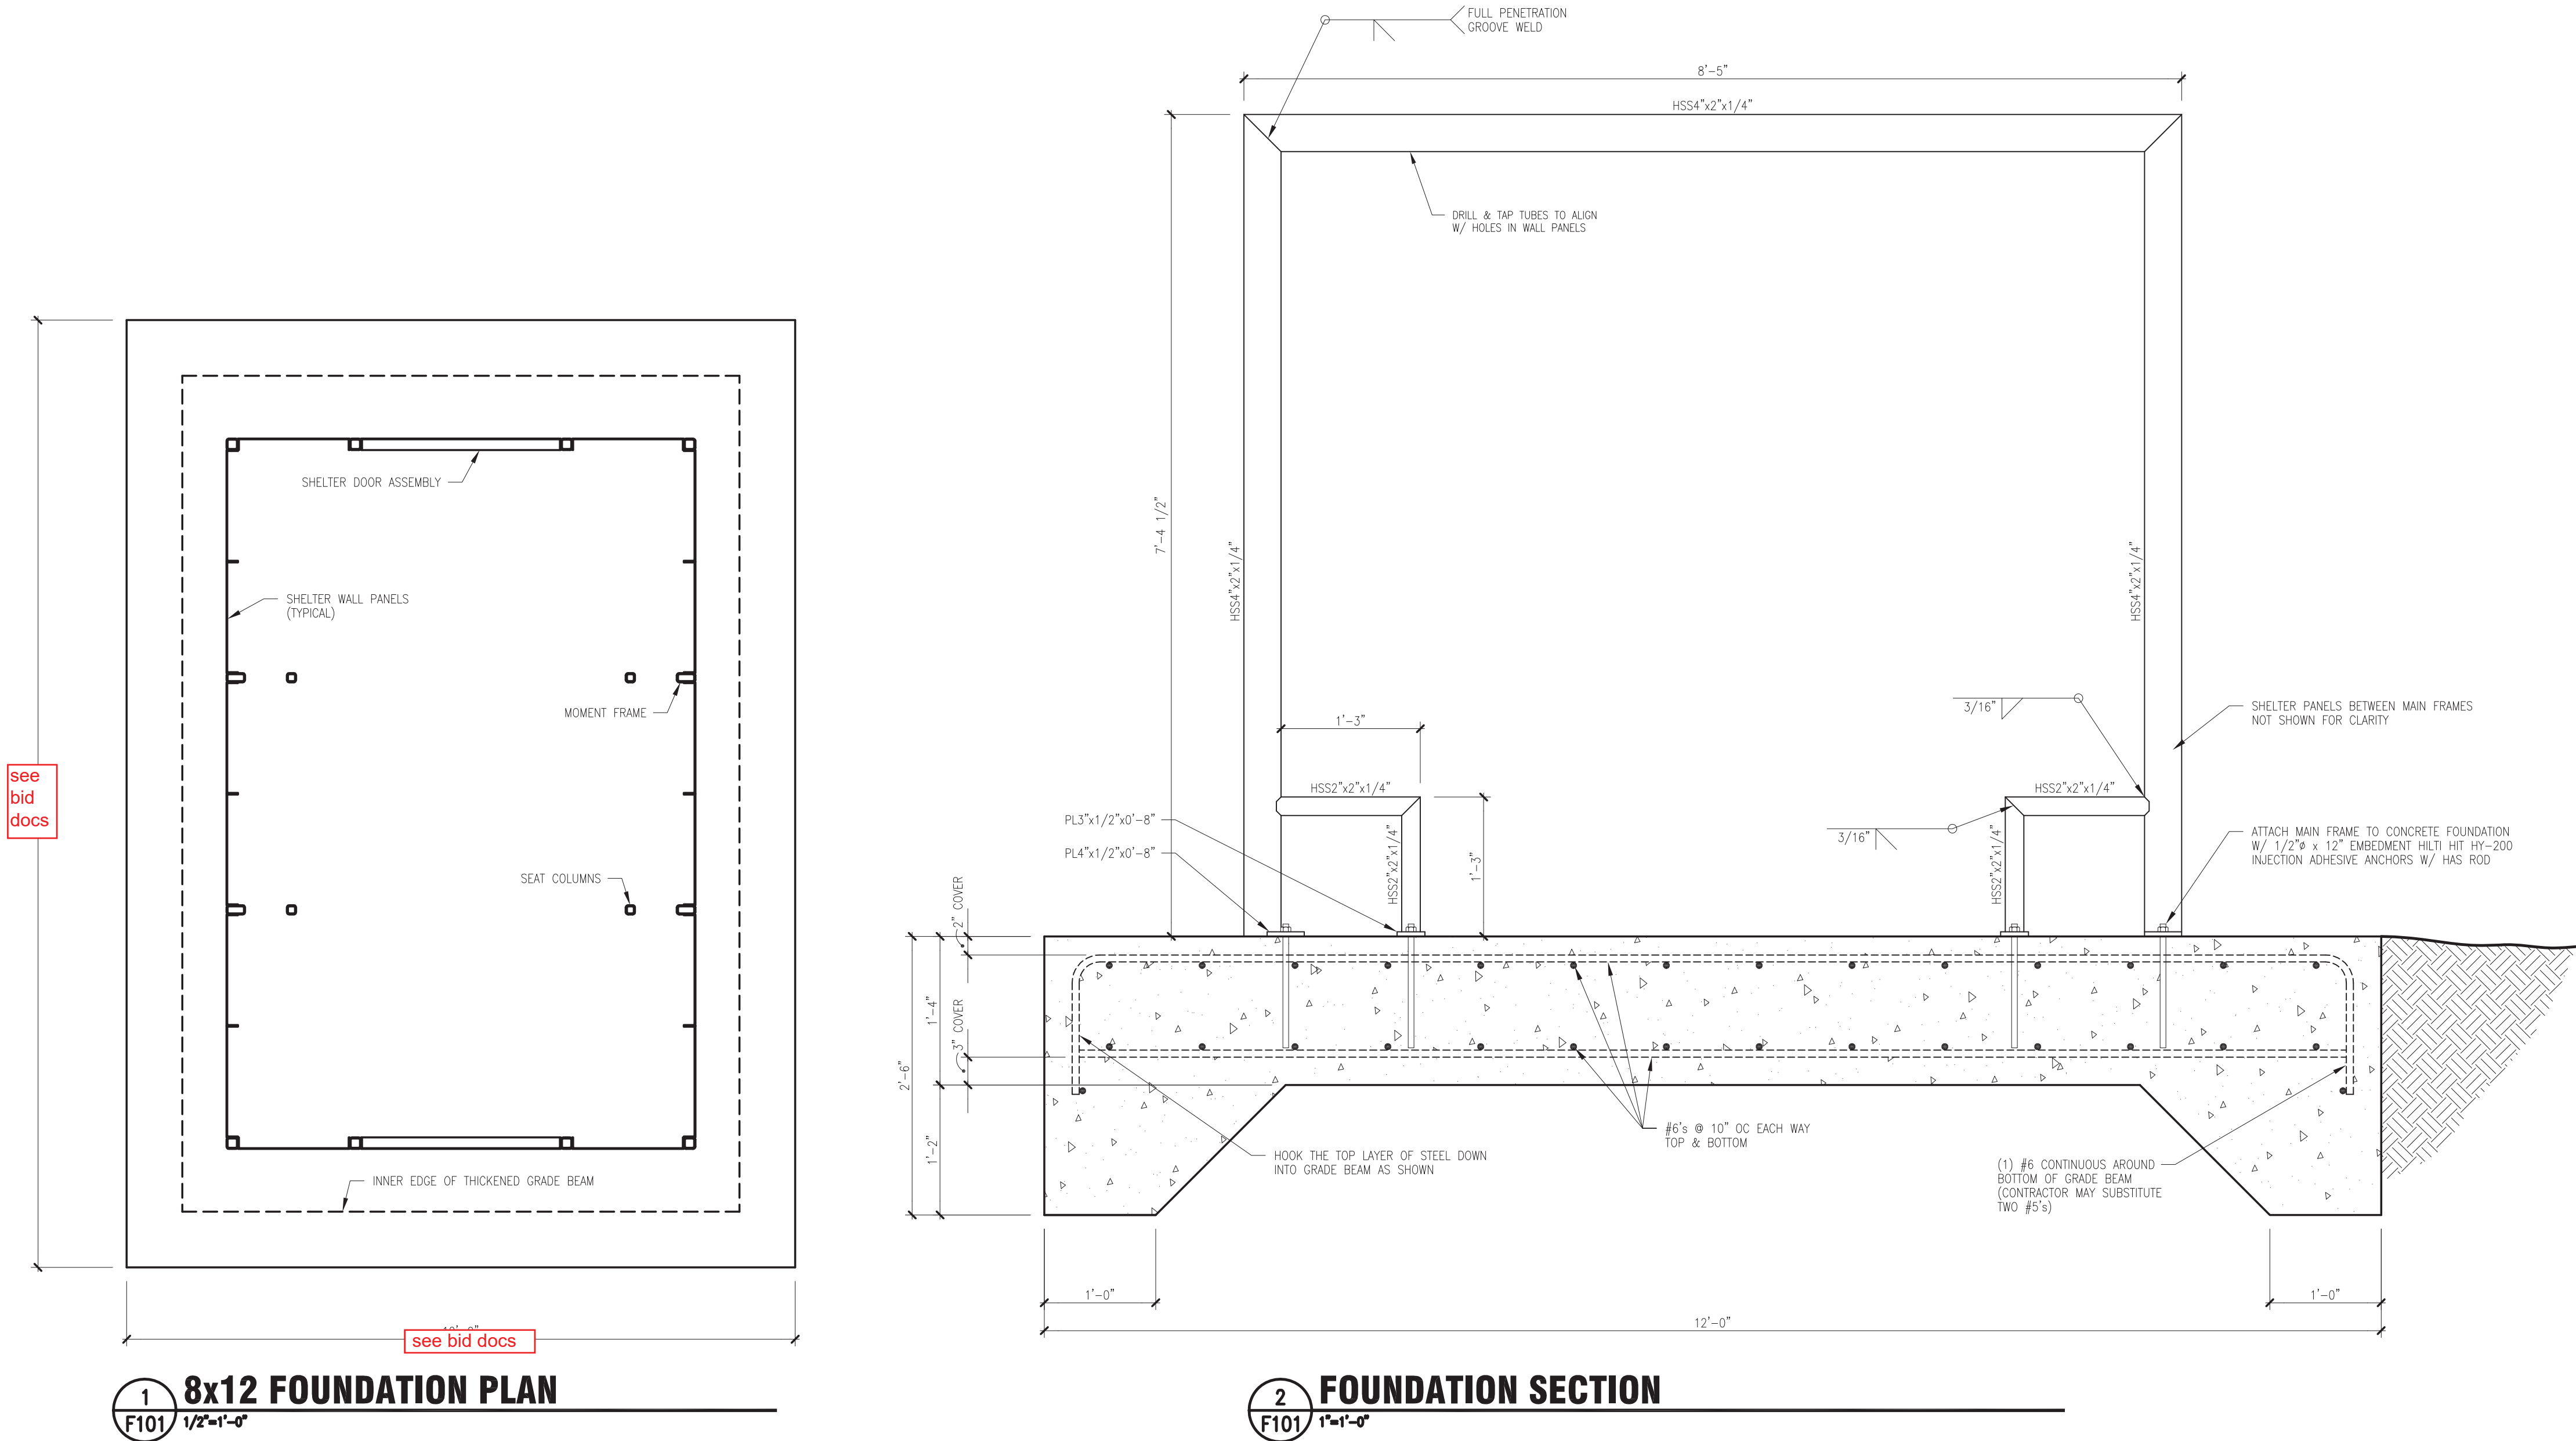 see
bid
docs
SHELTER DOOR ASSEMBLY
SHELTER WALL PANELS
(TYPICAL)
MOMENT FRAME
SEAT COLUMNS
INNER EDGE OF THICKENED GRADE BEAM
see bid docs
1
F101
8x12 FOUNDATION PLAN
1/2"=1'-0"
FULL PENETRATION
GROOVE WELD
8'-5"
HSS4"x2"x1/4"
DRILL & TAP TUBES TO ALIGN
W/ HOLES IN WALL PANELS
7'-4 1/2"
HSS4"x2"x1/4"
HSS4"x2"x1/4"
1'-3"
HSS2"x2"x1/4"
HSS2"x2"x1/4"
1'-3"
PL3"x1/2"x0'-8"
PL4"x1/2"x0'-8"
3/16"
HSS2"x2"x1/4"
3/16"
HSS2"x2"x1/4"
SHELTER PANELS BETWEEN MAIN FRAMES
NOT SHOWN FOR CLARITY
ATTACH MAIN FRAME TO CONCRETE FOUNDATION
W/ 1/2"ø x 12" EMBEDMENT HILTI HIT HY-200
INJECTION ADHESIVE ANCHORS W/ HAS ROD
2" COVER
3" COVER
1'-4"
2'-6"
1'-2"
HOOK THE TOP LAYER OF STEEL DOWN
INTO GRADE BEAM AS SHOWN
#6's @ 10" OC EACH WAY
TOP & BOTTOM
(1) #6 CONTINUOUS AROUND
BOTTOM OF GRADE BEAM
(CONTRACTOR MAY SUBSTITUTE
TWO #5's)
1'-0"
1'-0"
12'-0"
2
F101
FOUNDATION SECTION
1"=1'-0"